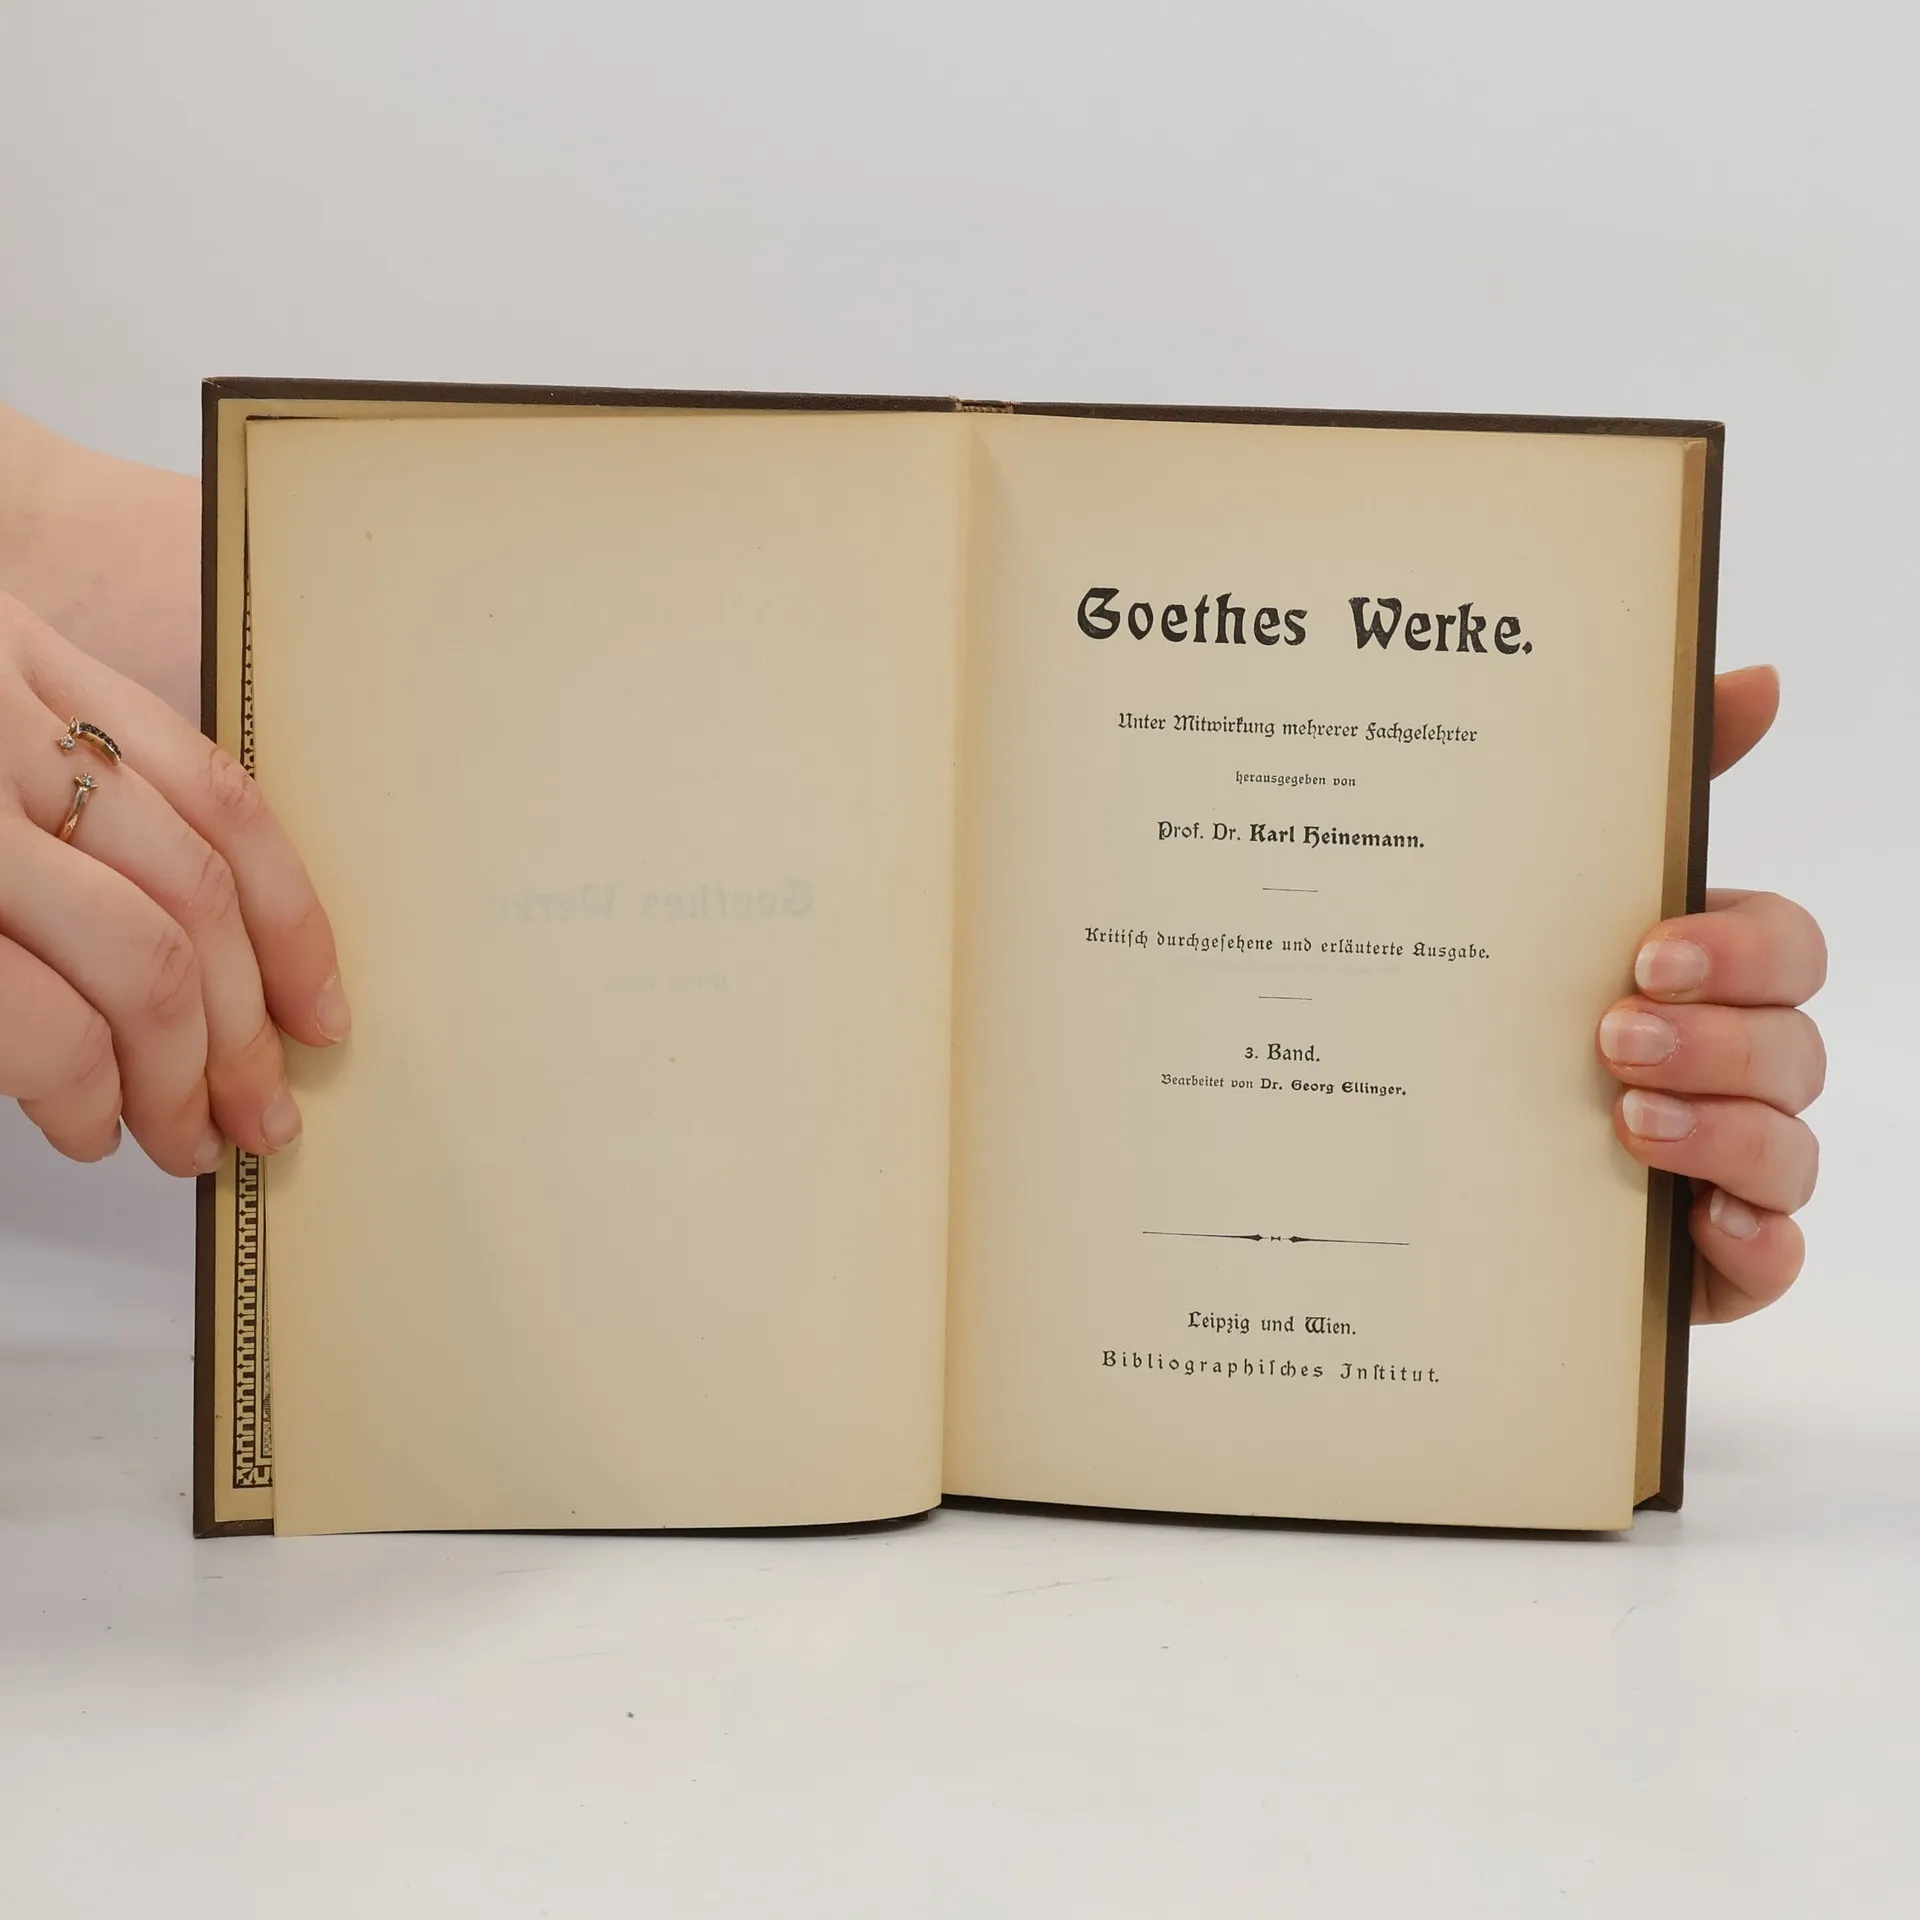 Goethes Werke.
Unter Mitwirkung mehrerer Fachgelehrter
herausgegeben von
Prof. Dr. Karl Heinemann.
Kritiſch durchgeſehene und erläuterte Ausgabe.
3. Band.
Bearbeitet von Dr. Georg Ellinger.
Leipzig und Wien.
Bibliographiſches Inſtitut.